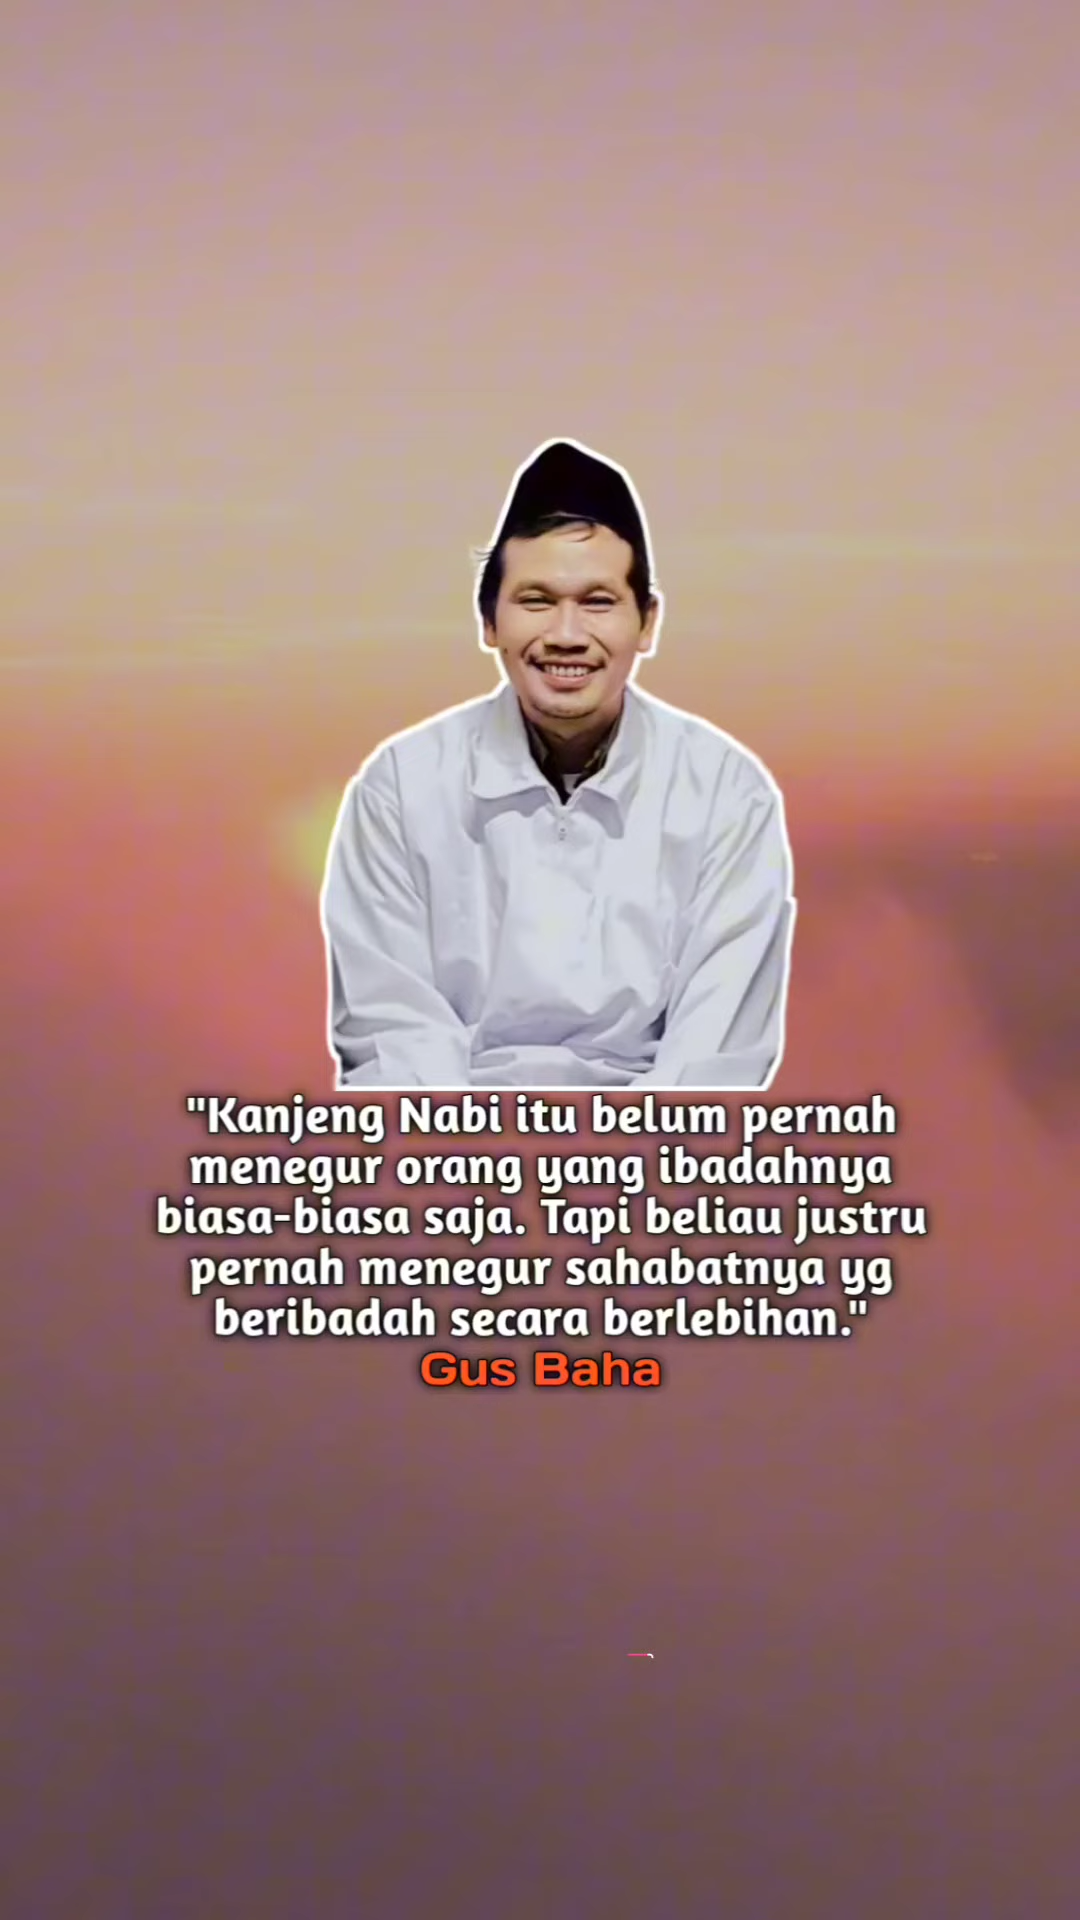 "Kanjeng Nabi itu belum pernah
menegur orang yang ibadahnya
biasa-biasa saja. Tapi beliau justru
pernah menegur sahabatnya yg
beribadah secara berlebihan."
Gus Baha